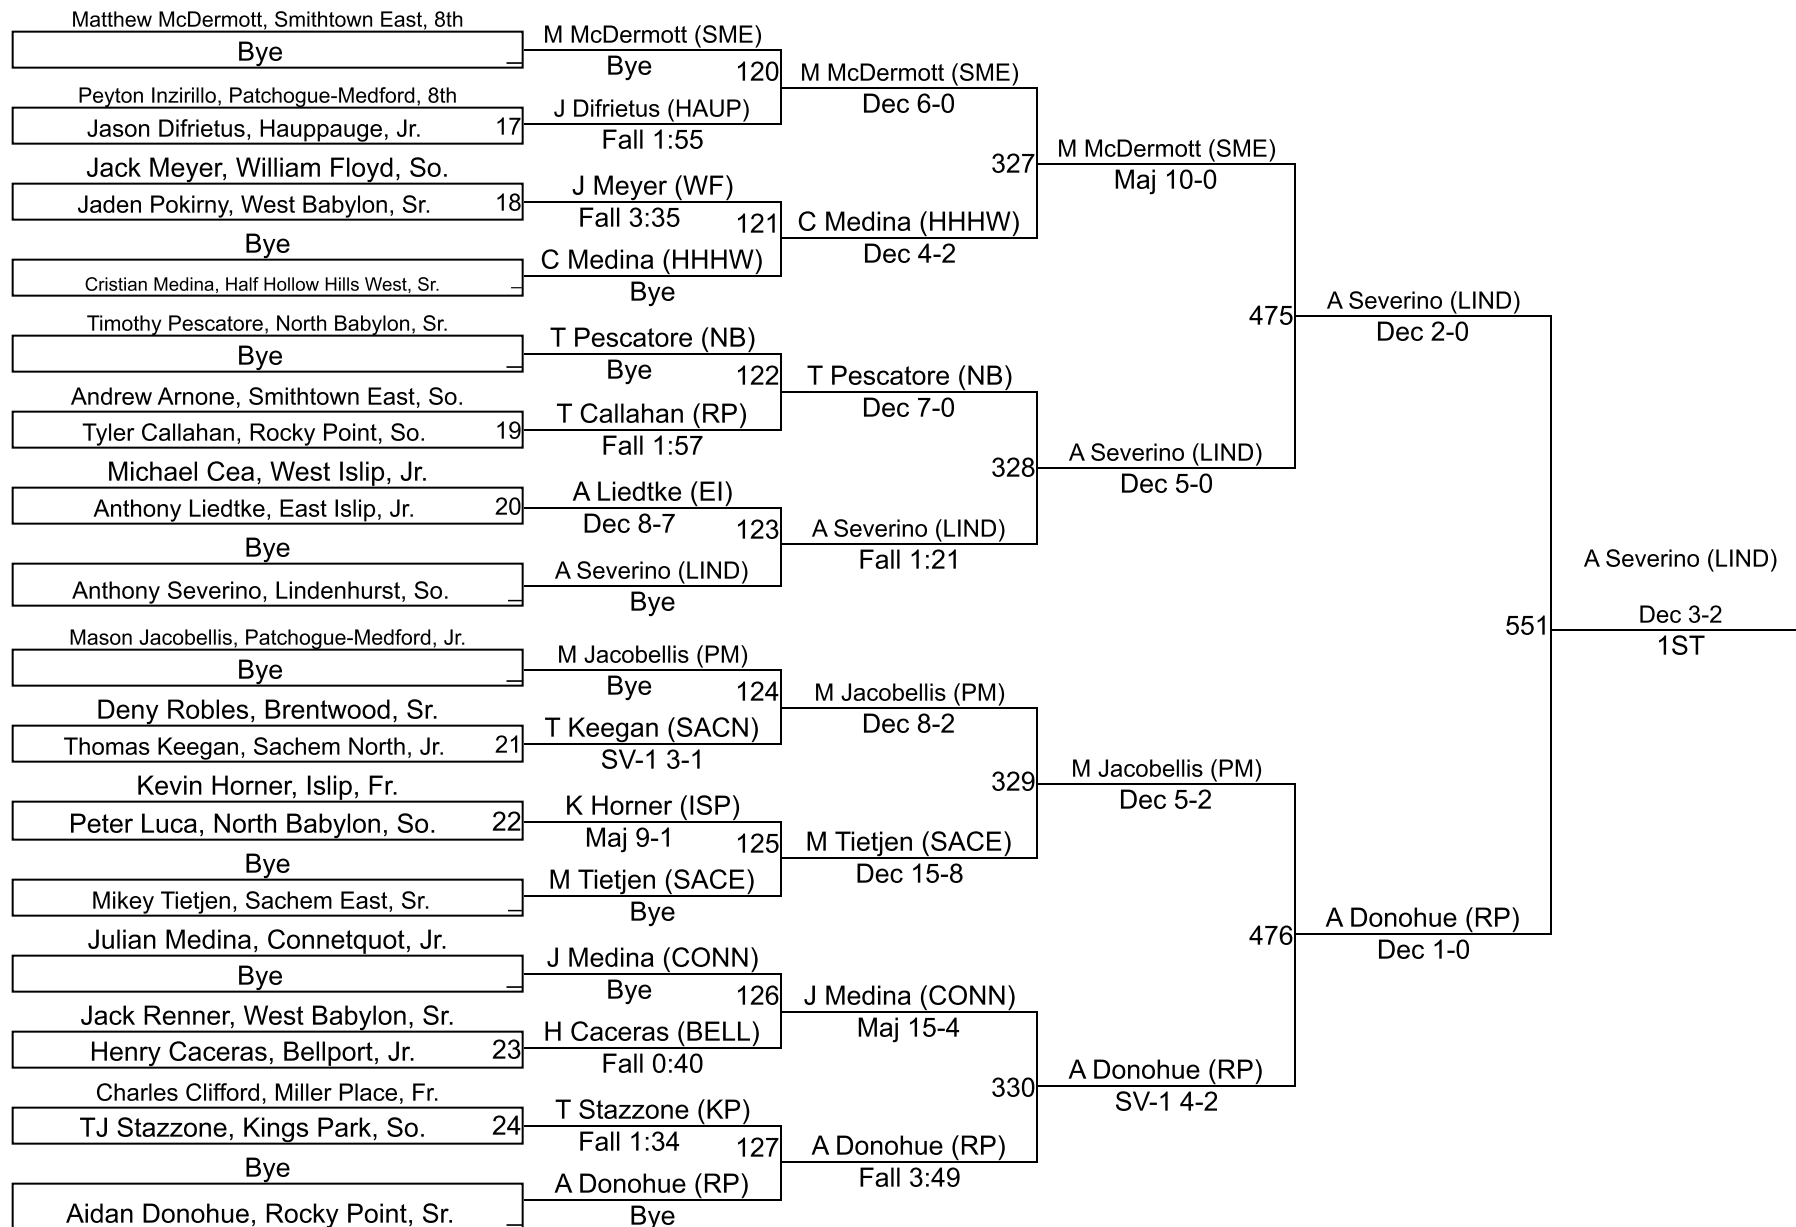 Matthew McDermott, Smithtown East, 8th
Bye _
Peyton Inzirillo, Patchogue-Medford, 8th
Jason Difrietus, Hauppauge, Jr. 17
Jack Meyer, William Floyd, So.
Jaden Pokirny, West Babylon, Sr. 18
Bye
Cristian Medina, Half Hollow Hills West, Sr. _
Timothy Pescatore, North Babylon, Sr.
Bye _
Andrew Arnone, Smithtown East, So.
Tyler Callahan, Rocky Point, So. 19
Michael Cea, West Islip, Jr.
Anthony Liedtke, East Islip, Jr. 20
Bye
Anthony Severino, Lindenhurst, So. _
Mason Jacobellis, Patchogue-Medford, Jr.
Bye _
Deny Robles, Brentwood, Sr.
Thomas Keegan, Sachem North, Jr. 21
Kevin Horner, Islip, Fr.
Peter Luca, North Babylon, So. 22
Bye
Mikey Tietjen, Sachem East, Sr. _
Julian Medina, Connetquot, Jr.
Bye _
Jack Renner, West Babylon, Sr.
Henry Caceras, Bellport, Jr. 23
Charles Clifford, Miller Place, Fr.
TJ Stazzone, Kings Park, So. 24
Bye
Aidan Donohue, Rocky Point, Sr. _
M McDermott (SME)
Bye
120
J Difrietus (HAUP)
Fall 1:55
J Meyer (WF)
Fall 3:35
121
C Medina (HHHW)
Bye
T Pescatore (NB)
Bye
122
T Callahan (RP)
Fall 1:57
A Liedtke (EI)
Dec 8-7
123
A Severino (LIND)
Bye
M Jacobellis (PM)
Bye
124
T Keegan (SACN)
SV-1 3-1
K Horner (ISP)
Maj 9-1
125
M Tietjen (SACE)
Bye
J Medina (CONN)
Bye
126
H Caceras (BELL)
Fall 0:40
T Stazzone (KP)
Fall 1:34
127
A Donohue (RP)
Bye
M McDermott (SME)
Dec 6-0
327
C Medina (HHHW)
Dec 4-2
T Pescatore (NB)
Dec 7-0
328
A Severino (LIND)
Fall 1:21
M Jacobellis (PM)
Dec 8-2
329
M Tietjen (SACE)
Dec 15-8
J Medina (CONN)
Maj 15-4
330
A Donohue (RP)
Fall 3:49
M McDermott (SME)
Maj 10-0
475
A Severino (LIND)
Dec 5-0
M Jacobellis (PM)
Dec 5-2
476
A Donohue (RP)
SV-1 4-2
A Severino (LIND)
Dec 2-0
551
A Donohue (RP)
Dec 1-0
A Severino (LIND)
Dec 3-2
1ST